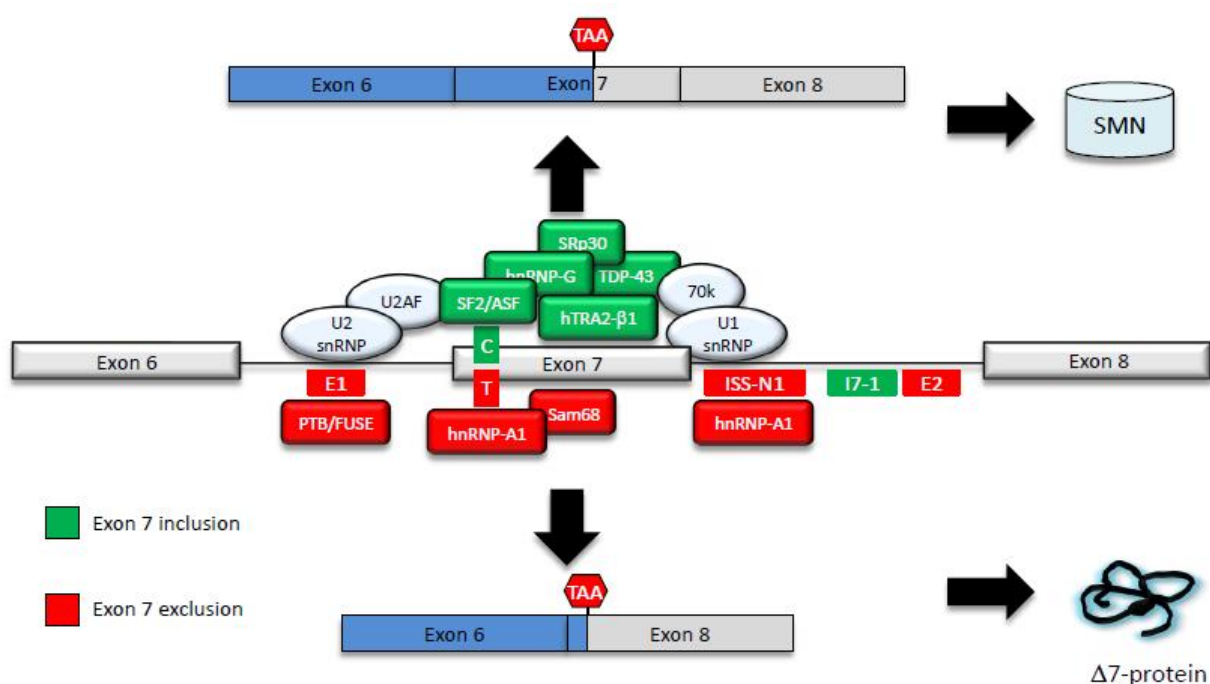 TAA
Exon 6
Exon 7
Exon 8
SMN
SRp30
hnRNP-G
TDP-43
U2AF
SF2/ASF
70k
hTRA2-β1
U2
snRNP
U1
snRNP
C
Exon 6
Exon 7
Exon 8
E1
T
ISS-N1
I7-1
E2
PTB/FUSE
hnRNP-A1
Sam68
hnRNP-A1
Exon 7 inclusion
Exon 7 exclusion
TAA
Exon 6
Exon 8
Δ7-protein